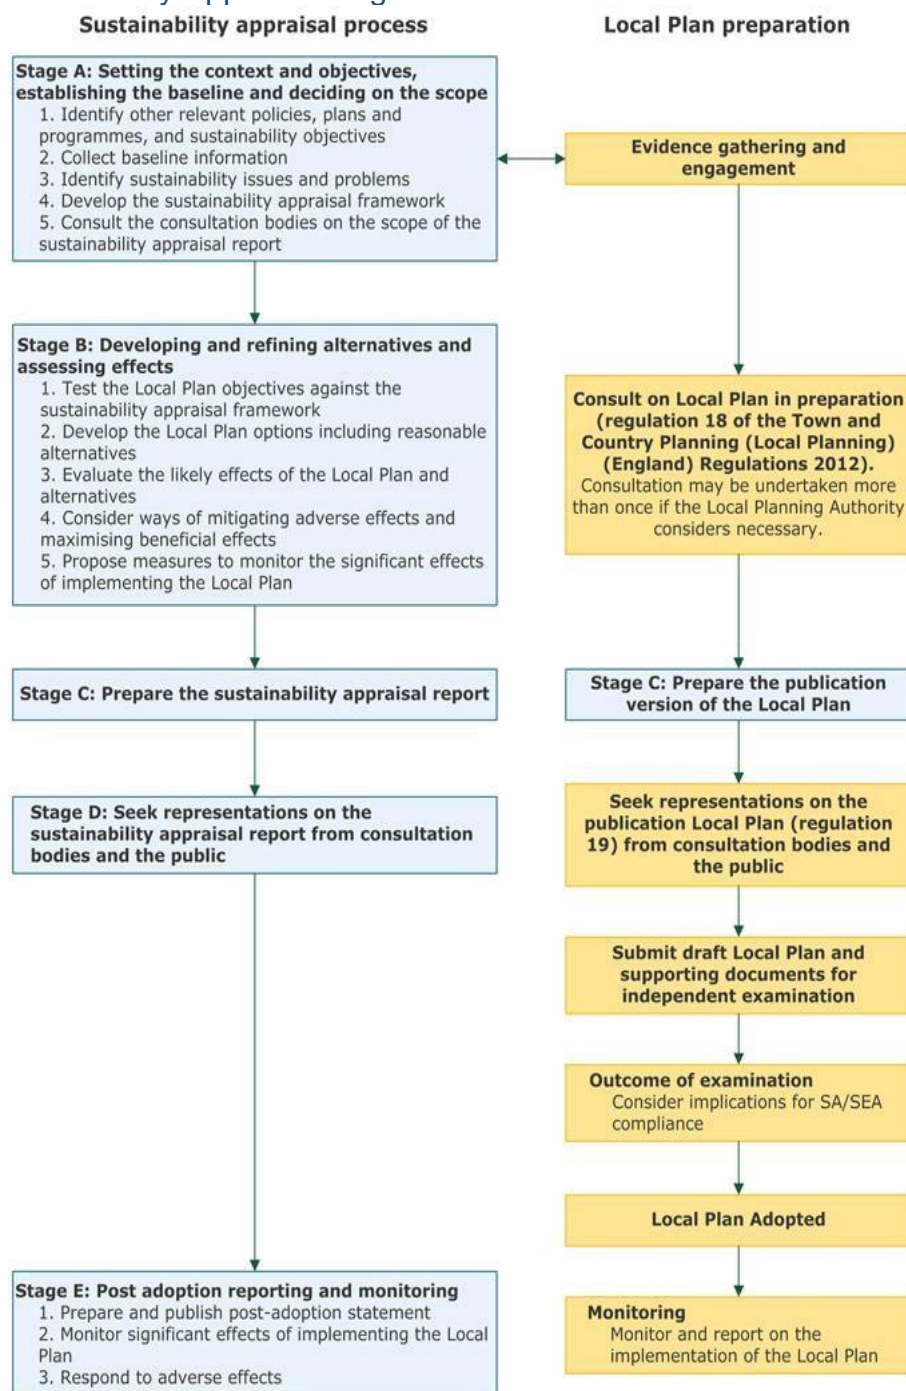 Sustainability appraisal process
Local Plan preparation
Stage A: Setting the context and objectives,
establishing the baseline and deciding on the scope
1. Identify other relevant policies, plans and
programmes, and sustainability objectives
2. Collect baseline information
3. Identify sustainability issues and problems
4. Develop the sustainability appraisal framework
5. Consult the consultation bodies on the scope of the
sustainability appraisal report
Evidence gathering and
engagement
Stage B: Developing and refining alternatives and
assessing effects
1. Test the Local Plan objectives against the
sustainability appraisal framework
2. Develop the Local Plan options including reasonable
alternatives
3. Evaluate the likely effects of the Local Plan and
alternatives
4. Consider ways of mitigating adverse effects and
maximising beneficial effects
5. Propose measures to monitor the significant effects
of implementing the Local Plan
Consult on Local Plan in preparation
(regulation 18 of the Town and
Country Planning (Local Planning)
(England) Regulations 2012).
Consultation may be undertaken more
than once if the Local Planning Authority
considers necessary.
Stage C: Prepare the sustainability appraisal report
Stage C: Prepare the publication
version of the Local Plan
Stage D: Seek representations on the
sustainability appraisal report from consultation
bodies and the public
Seek representations on the
publication Local Plan (regulation
19) from consultation bodies and
the public
Submit draft Local Plan and
supporting documents for
independent examination
Outcome of examination
Consider implications for SA/SEA
compliance
Local Plan Adopted
Stage E: Post adoption reporting and monitoring
1. Prepare and publish post-adoption statement
2. Monitor significant effects of implementing the Local
Plan
3. Respond to adverse effects
Monitoring
Monitor and report on the
implementation of the Local Plan